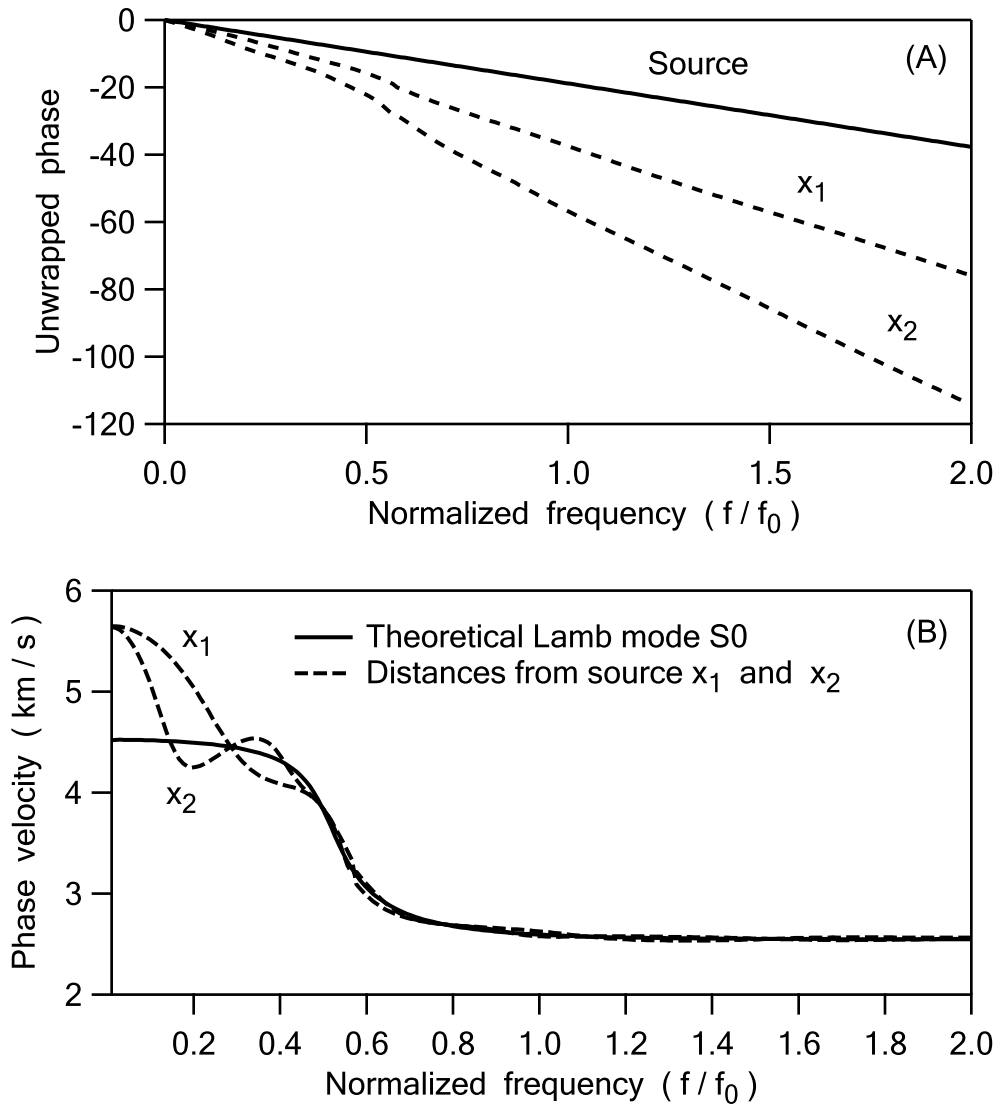 0
-20
-40
-60
-80
-100
-120
Unwrapped phase
(A)
Source
x1
x2
0.0 0.5 1.0 1.5 2.0
Normalized frequency ( f / f0 )
6
5
4
3
2
Phase velocity ( km / s )
(B)
Theoretical Lamb mode S0
Distances from source x1 and x2
x1
x2
0.2 0.4 0.6 0.8 1.0 1.2 1.4 1.6 1.8 2.0
Normalized frequency ( f / f0 )